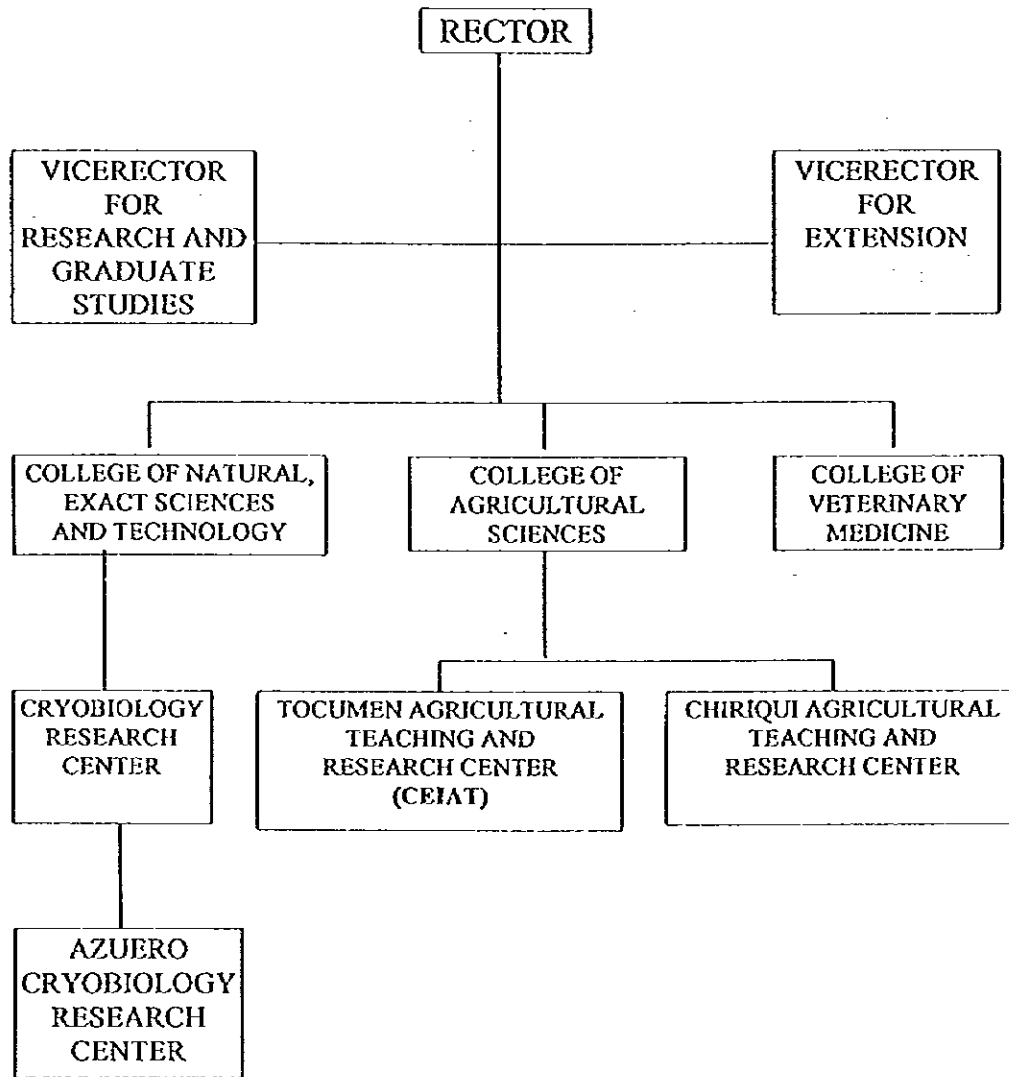 RECTOR
VICERECTOR
FOR
RESEARCH AND
GRADUATE
STUDIES
VICERECTOR
FOR
EXTENSION
COLLEGE OF NATURAL,
EXACT SCIENCES
AND TECHNOLOGY
COLLEGE OF
AGRICULTURAL
SCIENCES
COLLEGE OF
VETERINARY
MEDICINE
CRYOBIOLOGY
RESEARCH
CENTER
TOCUMEN AGRICULTURAL
TEACHING AND
RESEARCH CENTER
(CEIAT)
CHIRIQUI AGRICULTURAL
TEACHING AND
RESEARCH CENTER
AZUERO
CRYOBIOLOGY
RESEARCH
CENTER